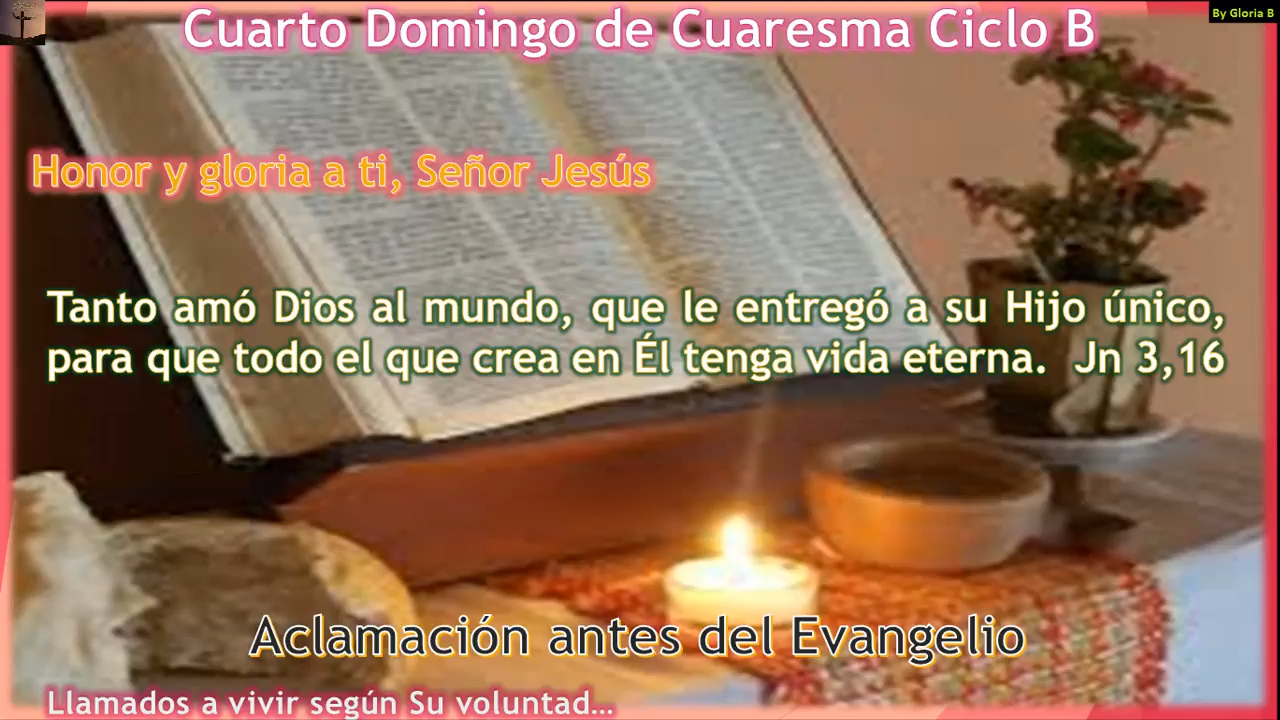 Cuarto Domingo de Cuaresma Ciclo B
By Gloria B
Honor y gloria a ti, Señor Jesús
Tanto amó Dios al mundo, que le entregó a su Hijo único,
para que todo el que crea en Él tenga vida eterna. Jn 3,16
Aclamación antes del Evangelio
Llamados a vivir según Su voluntad…